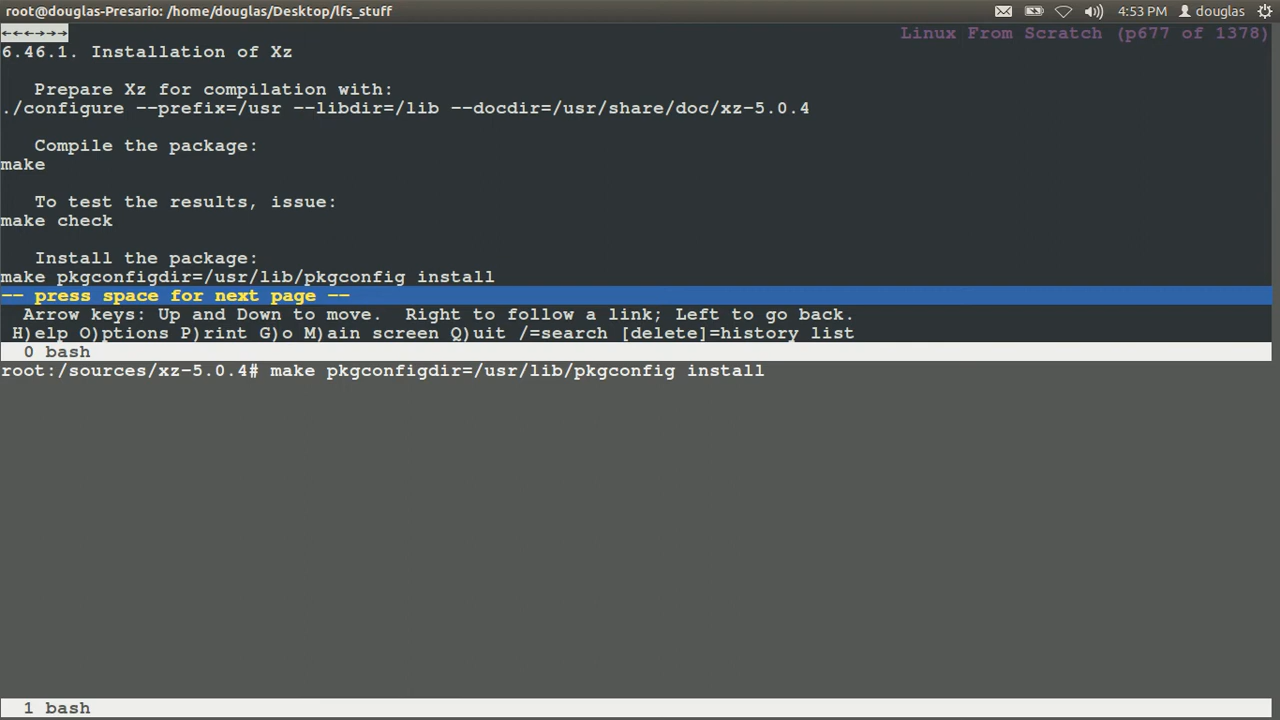 root@douglas-Presario: /home/douglas/Desktop/lfs_stuff 4:53 PM douglas
←←←→→→ Linux From Scratch (p677 of 1378)
6.46.1. Installation of Xz
Prepare Xz for compilation with:
./configure --prefix=/usr --libdir=/lib --docdir=/usr/share/doc/xz-5.0.4
Compile the package:
make
To test the results, issue:
make check
Install the package:
make pkgconfigdir=/usr/lib/pkgconfig install
-- press space for next page --
Arrow keys: Up and Down to move.  Right to follow a link; Left to go back.
H)elp O)ptions P)rint G)o M)ain screen Q)uit /=search [delete]=history list
0 bash
root:/sources/xz-5.0.4# make pkgconfigdir=/usr/lib/pkgconfig install
1 bash